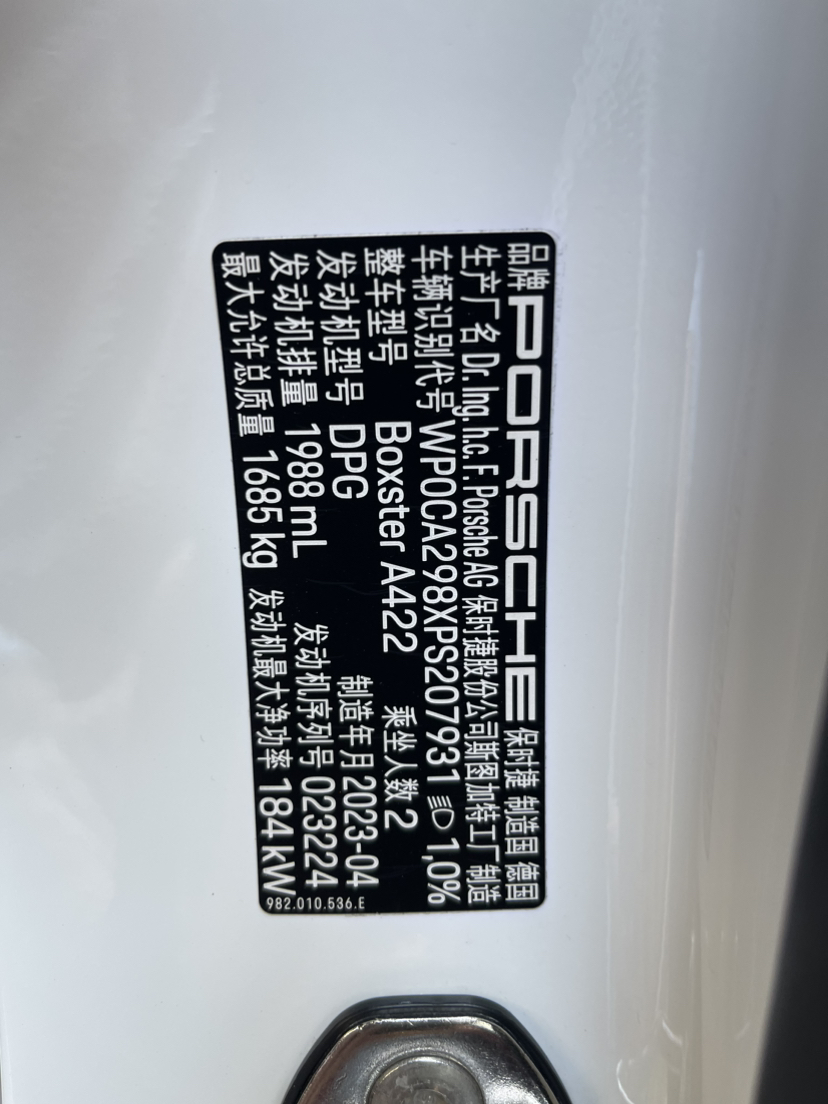 品牌 PORSCHE 保时捷 制造国 德国
生产厂名 Dr. Ing. h.c. F. Porsche AG 保时捷股份公司斯图加特工厂 制造
车辆识别代号 WP0CA298XPS207931 1,0%
整车型号 Boxster A422 乘坐人数 2
发动机型号 DPG 制造年月 2023-04
发动机排量 1988 mL 发动机序列号 023224
最大允许总质量 1685 kg 发动机最大净功率 184 kW
982.010.536.E